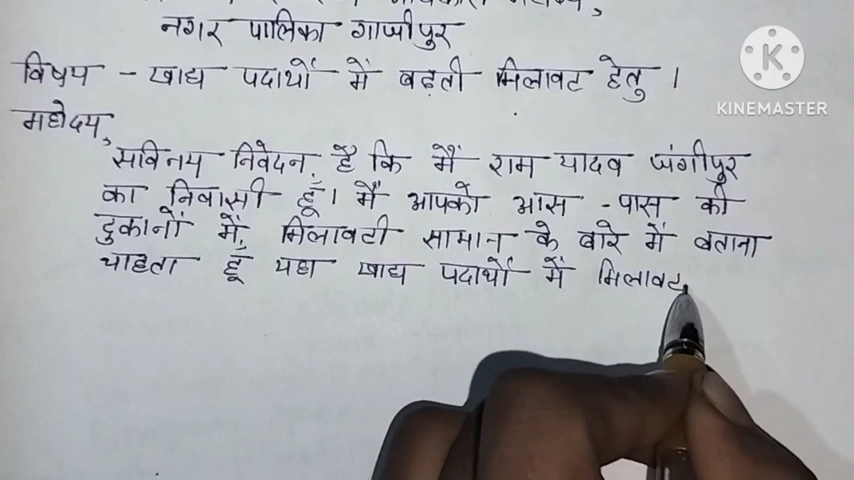 नगर पालिका गाजीपुर
विषय - खाद्य पदार्थो में बढ़ती मिलावट हेतु ।
महोदय,
सविनय निवेदन है कि मैं राम यादव जंगीपुर
का निवासी हूँ। मैं आपको आस -पास की
दुकानों में, मिलावटी सामान के बारे में बताना
चाहता हूँ यहा खाद्य पदार्थो में मिलावट
KINEMASTER